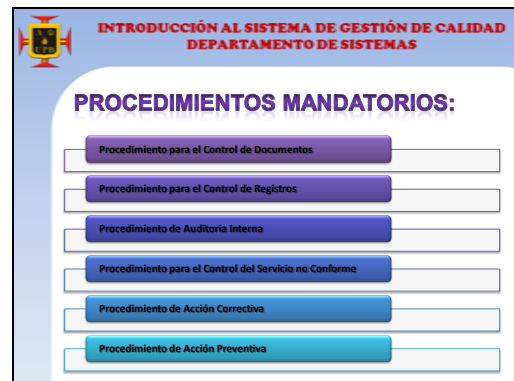 INTRODUCCIÓN AL SISTEMA DE GESTIÓN DE CALIDAD
DEPARTAMENTO DE SISTEMAS
UPB
PROCEDIMIENTOS MANDATORIOS:
Procedimiento para el Control de Documentos
Procedimiento para el Control de Registros
Procedimiento de Auditoria Interna
Procedimiento para el Control del Servicio no Conforme
Procedimiento de Acción Correctiva
Procedimiento de Acción Preventiva